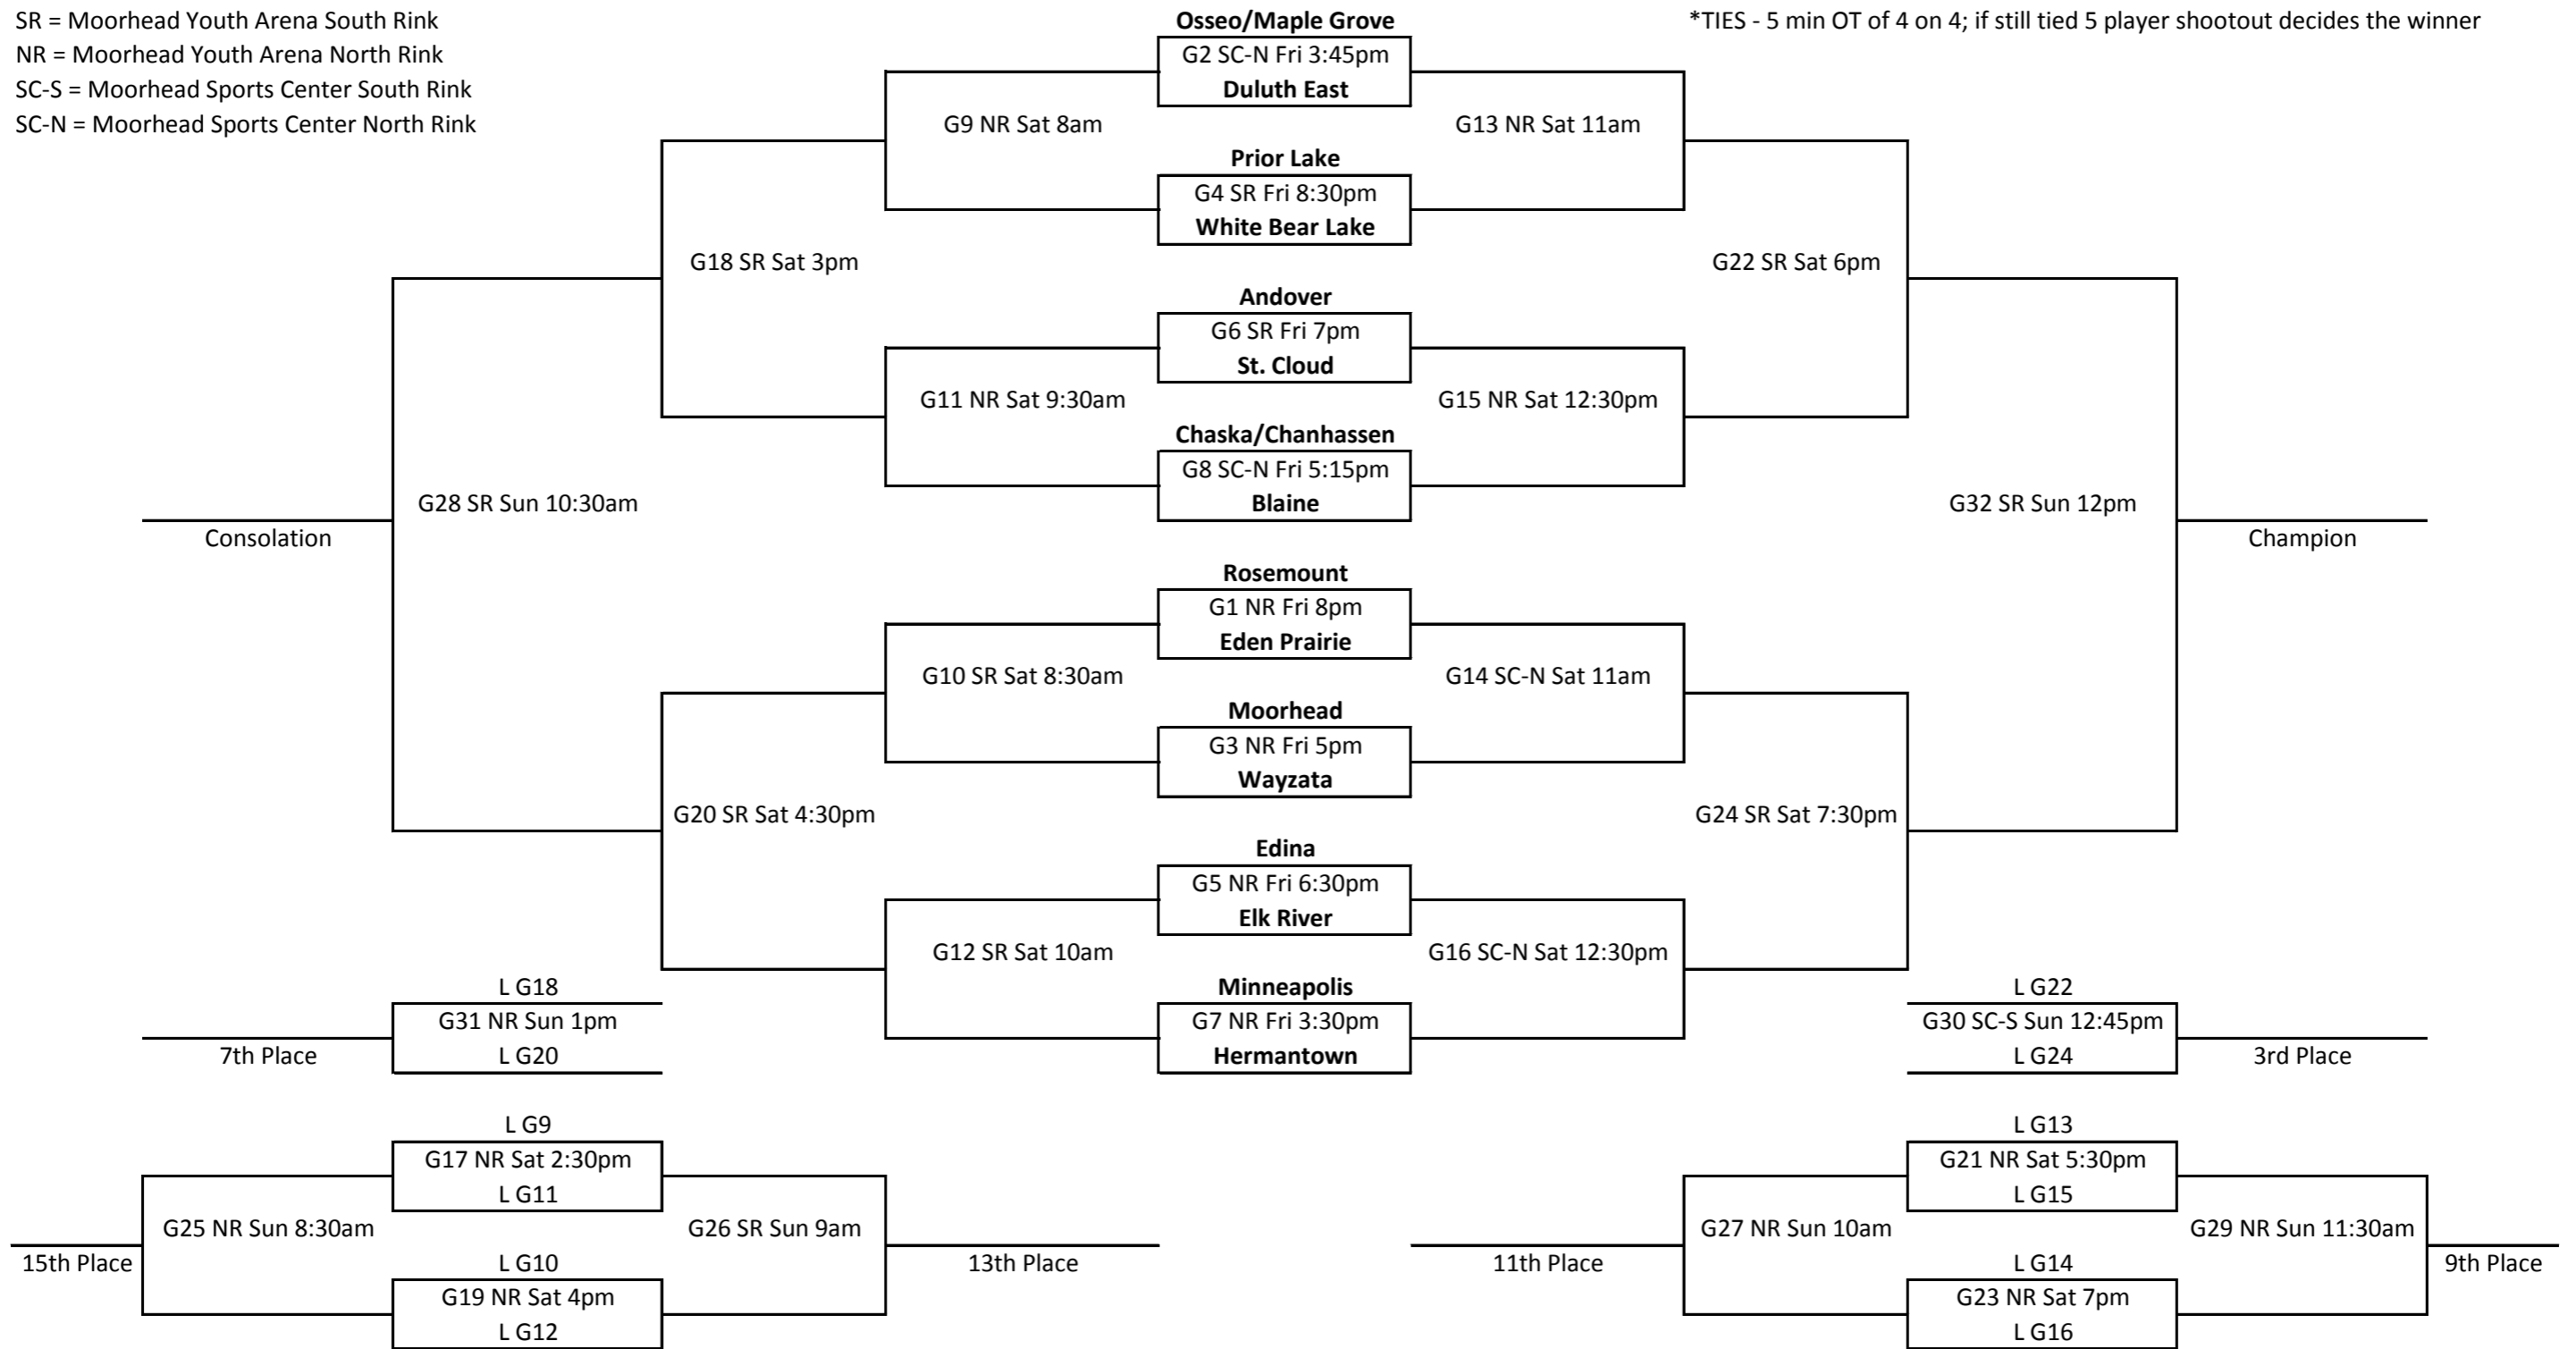 SR = Moorhead Youth Arena South Rink
NR = Moorhead Youth Arena North Rink
SC-S = Moorhead Sports Center South Rink
SC-N = Moorhead Sports Center North Rink
*TIES - 5 min OT of 4 on 4; if still tied 5 player shootout decides the winner
Osseo/Maple Grove
G2 SC-N Fri 3:45pm
Duluth East
G9 NR Sat 8am
G13 NR Sat 11am
Prior Lake
G4 SR Fri 8:30pm
White Bear Lake
G18 SR Sat 3pm
G22 SR Sat 6pm
Andover
G6 SR Fri 7pm
St. Cloud
G11 NR Sat 9:30am
G15 NR Sat 12:30pm
Chaska/Chanhassen
G8 SC-N Fri 5:15pm
Blaine
G28 SR Sun 10:30am
G32 SR Sun 12pm
Consolation
Champion
Rosemount
G1 NR Fri 8pm
Eden Prairie
G10 SR Sat 8:30am
G14 SC-N Sat 11am
Moorhead
G3 NR Fri 5pm
Wayzata
G20 SR Sat 4:30pm
G24 SR Sat 7:30pm
Edina
G5 NR Fri 6:30pm
Elk River
G12 SR Sat 10am
G16 SC-N Sat 12:30pm
Minneapolis
G7 NR Fri 3:30pm
Hermantown
L G18
G31 NR Sun 1pm
L G20
7th Place
L G22
G30 SC-S Sun 12:45pm
L G24
3rd Place
L G9
G17 NR Sat 2:30pm
L G11
G25 NR Sun 8:30am
G26 SR Sun 9am
15th Place
13th Place
L G10
G19 NR Sat 4pm
L G12
L G13
G21 NR Sat 5:30pm
L G15
G27 NR Sun 10am
G29 NR Sun 11:30am
11th Place
9th Place
L G14
G23 NR Sat 7pm
L G16